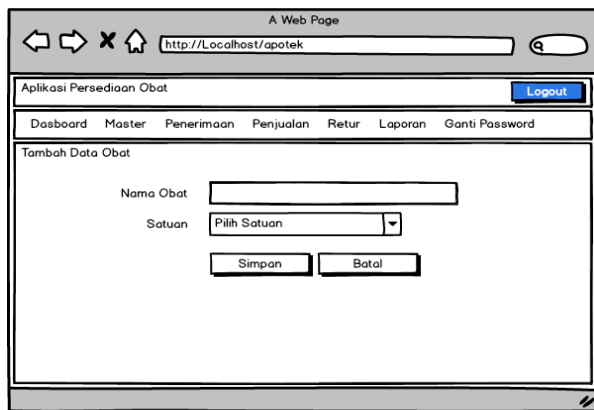 A Web Page
http://Localhost/apotek
Aplikasi Persediaan Obat
Logout
Dasboard Master Penerimaan Penjualan Retur Laporan Ganti Password
Tambah Data Obat
Nama Obat
Satuan Pilih Satuan
Simpan Batal